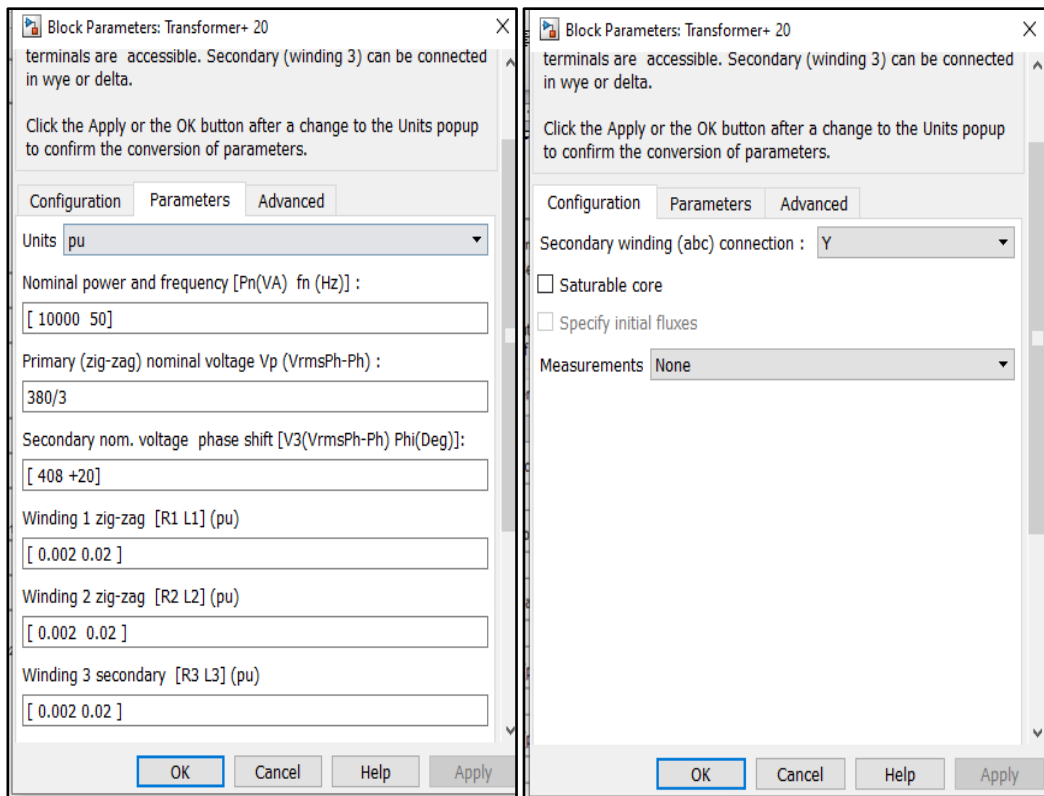 Block Parameters: Transformer+ 20
terminals are accessible. Secondary (winding 3) can be connected
in wye or delta.
Click the Apply or the OK button after a change to the Units popup
to confirm the conversion of parameters.
Configuration Parameters Advanced
Units pu
Nominal power and frequency [Pn(VA) fn (Hz)] :
[ 10000 50]
Primary (zig-zag) nominal voltage Vp (VrmsPh-Ph) :
380/3
Secondary nom. voltage phase shift [V3(VrmsPh-Ph) Phi(Deg)]:
[ 408 +20]
Winding 1 zig-zag [R1 L1] (pu)
[ 0.002 0.02 ]
Winding 2 zig-zag [R2 L2] (pu)
[ 0.002 0.02 ]
Winding 3 secondary [R3 L3] (pu)
[ 0.002 0.02 ]
OK Cancel Help Apply
Block Parameters: Transformer+ 20
terminals are accessible. Secondary (winding 3) can be connected
in wye or delta.
Click the Apply or the OK button after a change to the Units popup
to confirm the conversion of parameters.
Configuration Parameters Advanced
Secondary winding (abc) connection : Y
Saturable core
Specify initial fluxes
Measurements None
OK Cancel Help Apply